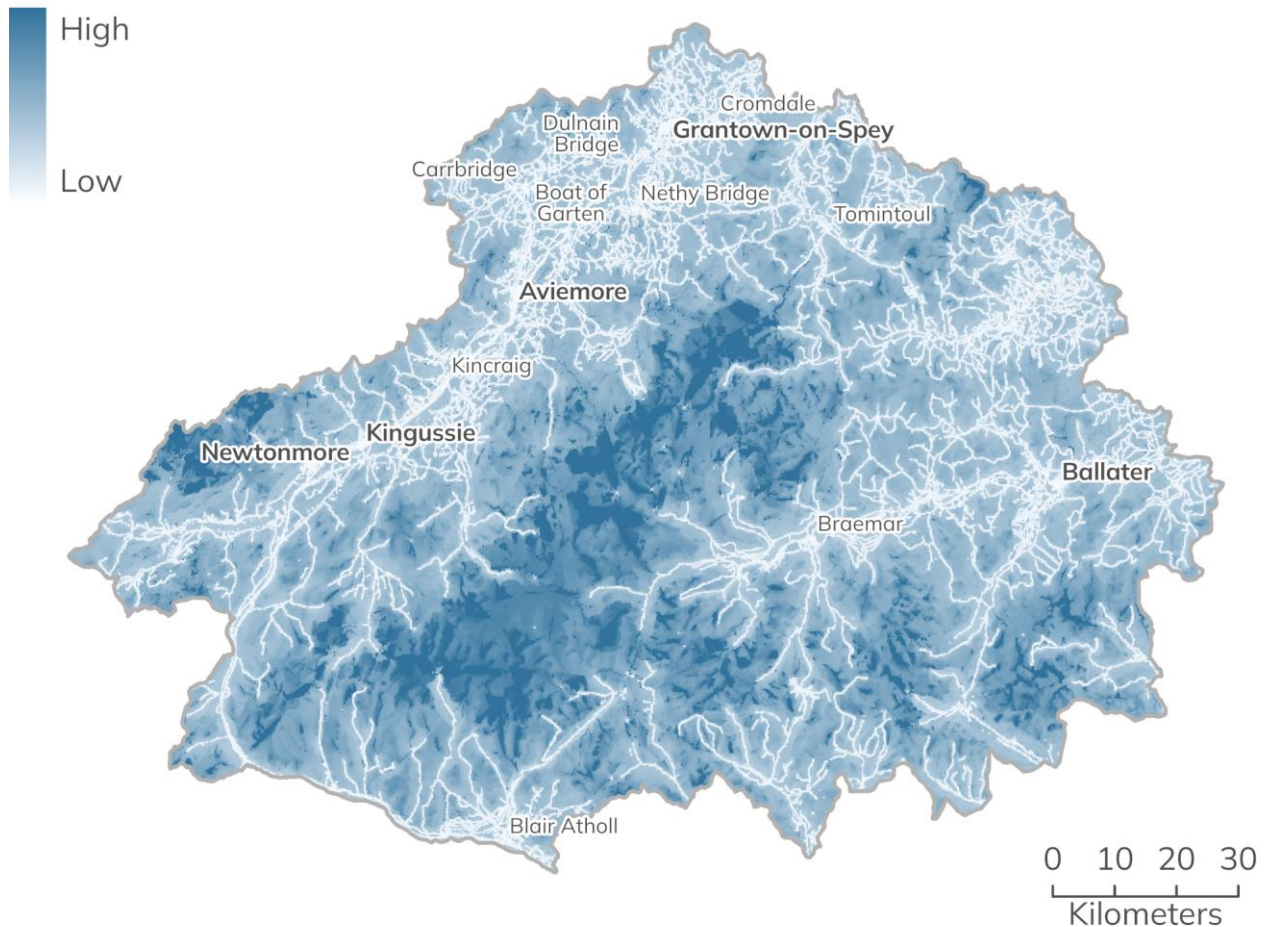 High
Low
Cromdale
Grantown-on-Spey
Dulnain
Bridge
Carrbridge
Boat of
Garten
Nethy Bridge
Tomintoul
Aviemore
Kincraig
Kingussie
Newtonmore
Ballater
Braemar
Blair Atholl
0 10 20 30
Kilometers